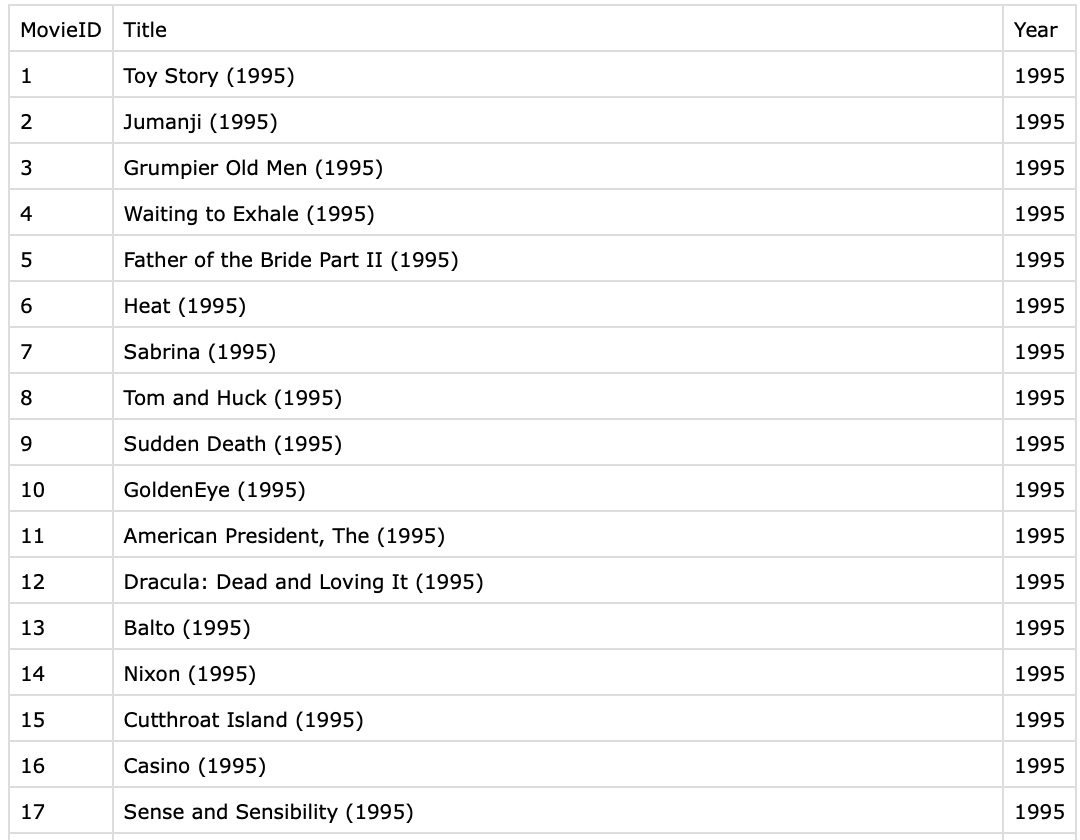 MovieID Title Year
1 Toy Story (1995) 1995
2 Jumanji (1995) 1995
3 Grumpier Old Men (1995) 1995
4 Waiting to Exhale (1995) 1995
5 Father of the Bride Part II (1995) 1995
6 Heat (1995) 1995
7 Sabrina (1995) 1995
8 Tom and Huck (1995) 1995
9 Sudden Death (1995) 1995
10 GoldenEye (1995) 1995
11 American President, The (1995) 1995
12 Dracula: Dead and Loving It (1995) 1995
13 Balto (1995) 1995
14 Nixon (1995) 1995
15 Cutthroat Island (1995) 1995
16 Casino (1995) 1995
17 Sense and Sensibility (1995) 1995